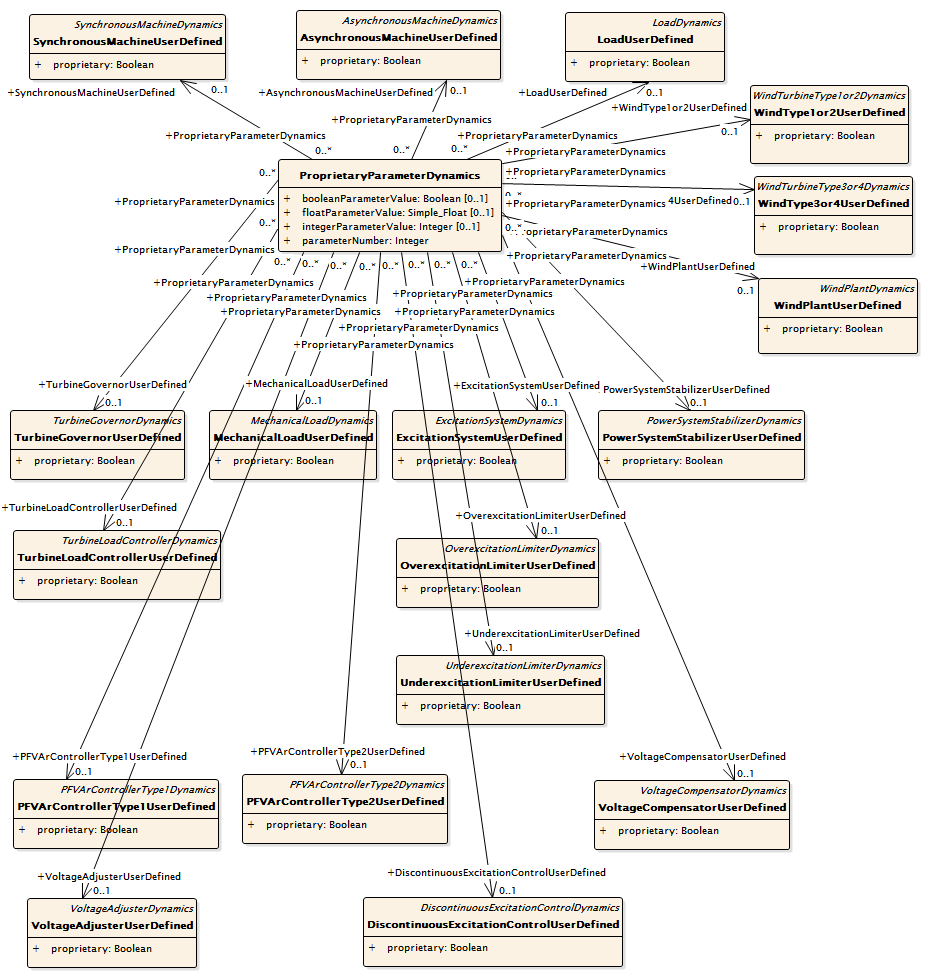 SynchronousMachineDynamics
SynchronousMachineUserDefined
+ proprietary: Boolean
AsynchronousMachineDynamics
AsynchronousMachineUserDefined
+ proprietary: Boolean
LoadDynamics
LoadUserDefined
+ proprietary: Boolean
+SynchronousMachineUserDefined
0..1
+AsynchronousMachineUserDefined
0..1
+LoadUserDefined
0..1
WindTurbineType1or2Dynamics
WindType1or2UserDefined
+ proprietary: Boolean
+WindType1or2UserDefined
0..1
+ProprietaryParameterDynamics
0..*
+ProprietaryParameterDynamics
0..*
+ProprietaryParameterDynamics
0..*
+ProprietaryParameterDynamics
+ProprietaryParameterDynamics
0..*
ProprietaryParameterDynamics
+ booleanParameterValue: Boolean [0..1]
+ floatParameterValue: Simple_Float [0..1]
+ integerParameterValue: Integer [0..1]
+ parameterNumber: Integer
WindTurbineType3or4Dynamics
WindType3or4UserDefined
+ proprietary: Boolean
4UserDefined
0..1
0..*
+ProprietaryParameterDynamics
+ProprietaryParameterDynamics
0..*
0..*
:ProprietaryParameterDynamics
+ProprietaryParameterDynamics
+ProprietaryParameterDynamics
+WindPlantUserDefined
0..1
WindPlantDynamics
WindPlantUserDefined
+ proprietary: Boolean
0..*
0..*
0..*
0..*
0..*
0..*
0..*
0..*
+ProprietaryParameterDynamics
+ProprietaryParameterDynamics
+ProprietaryParameterDynamics
+ProprietaryParameterDynamics
+ProprietaryParameterDynamics
+ProprietaryParameterDynamics
+ProprietaryParameterDynamics
+ProprietaryParameterDynamics
+TurbineGovernorUserDefined
0..1
+MechanicalLoadUserDefined
0..1
+ExcitationSystemUserDefined
0..1
PowerSystemStabilizerUserDefined
0..1
TurbineGovernorDynamics
TurbineGovernorUserDefined
+ proprietary: Boolean
MechanicalLoadDynamics
MechanicalLoadUserDefined
+ proprietary: Boolean
ExcitationSystemDynamics
ExcitationSystemUserDefined
+ proprietary: Boolean
PowerSystemStabilizerDynamics
PowerSystemStabilizerUserDefined
+ proprietary: Boolean
+TurbineLoadControllerUserDefined
0..1
TurbineLoadControllerDynamics
TurbineLoadControllerUserDefined
+ proprietary: Boolean
+OverexcitationLimiterUserDefined
0..1
OverexcitationLimiterDynamics
OverexcitationLimiterUserDefined
+ proprietary: Boolean
+UnderexcitationLimiterUserDefined
0..1
UnderexcitationLimiterDynamics
UnderexcitationLimiterUserDefined
+ proprietary: Boolean
+PFVArControllerType1UserDefined
0..1
PFVArControllerType1Dynamics
PFVArControllerType1UserDefined
+ proprietary: Boolean
+PFVArControllerType2UserDefined
0..1
PFVArControllerType2Dynamics
PFVArControllerType2UserDefined
+ proprietary: Boolean
+VoltageCompensatorUserDefined
0..1
VoltageCompensatorDynamics
VoltageCompensatorUserDefined
+ proprietary: Boolean
+VoltageAdjusterUserDefined
0..1
VoltageAdjusterDynamics
VoltageAdjusterUserDefined
+ proprietary: Boolean
+DiscontinuousExcitationControlUserDefined
0..1
DiscontinuousExcitationControlDynamics
DiscontinuousExcitationControlUserDefined
+ proprietary: Boolean